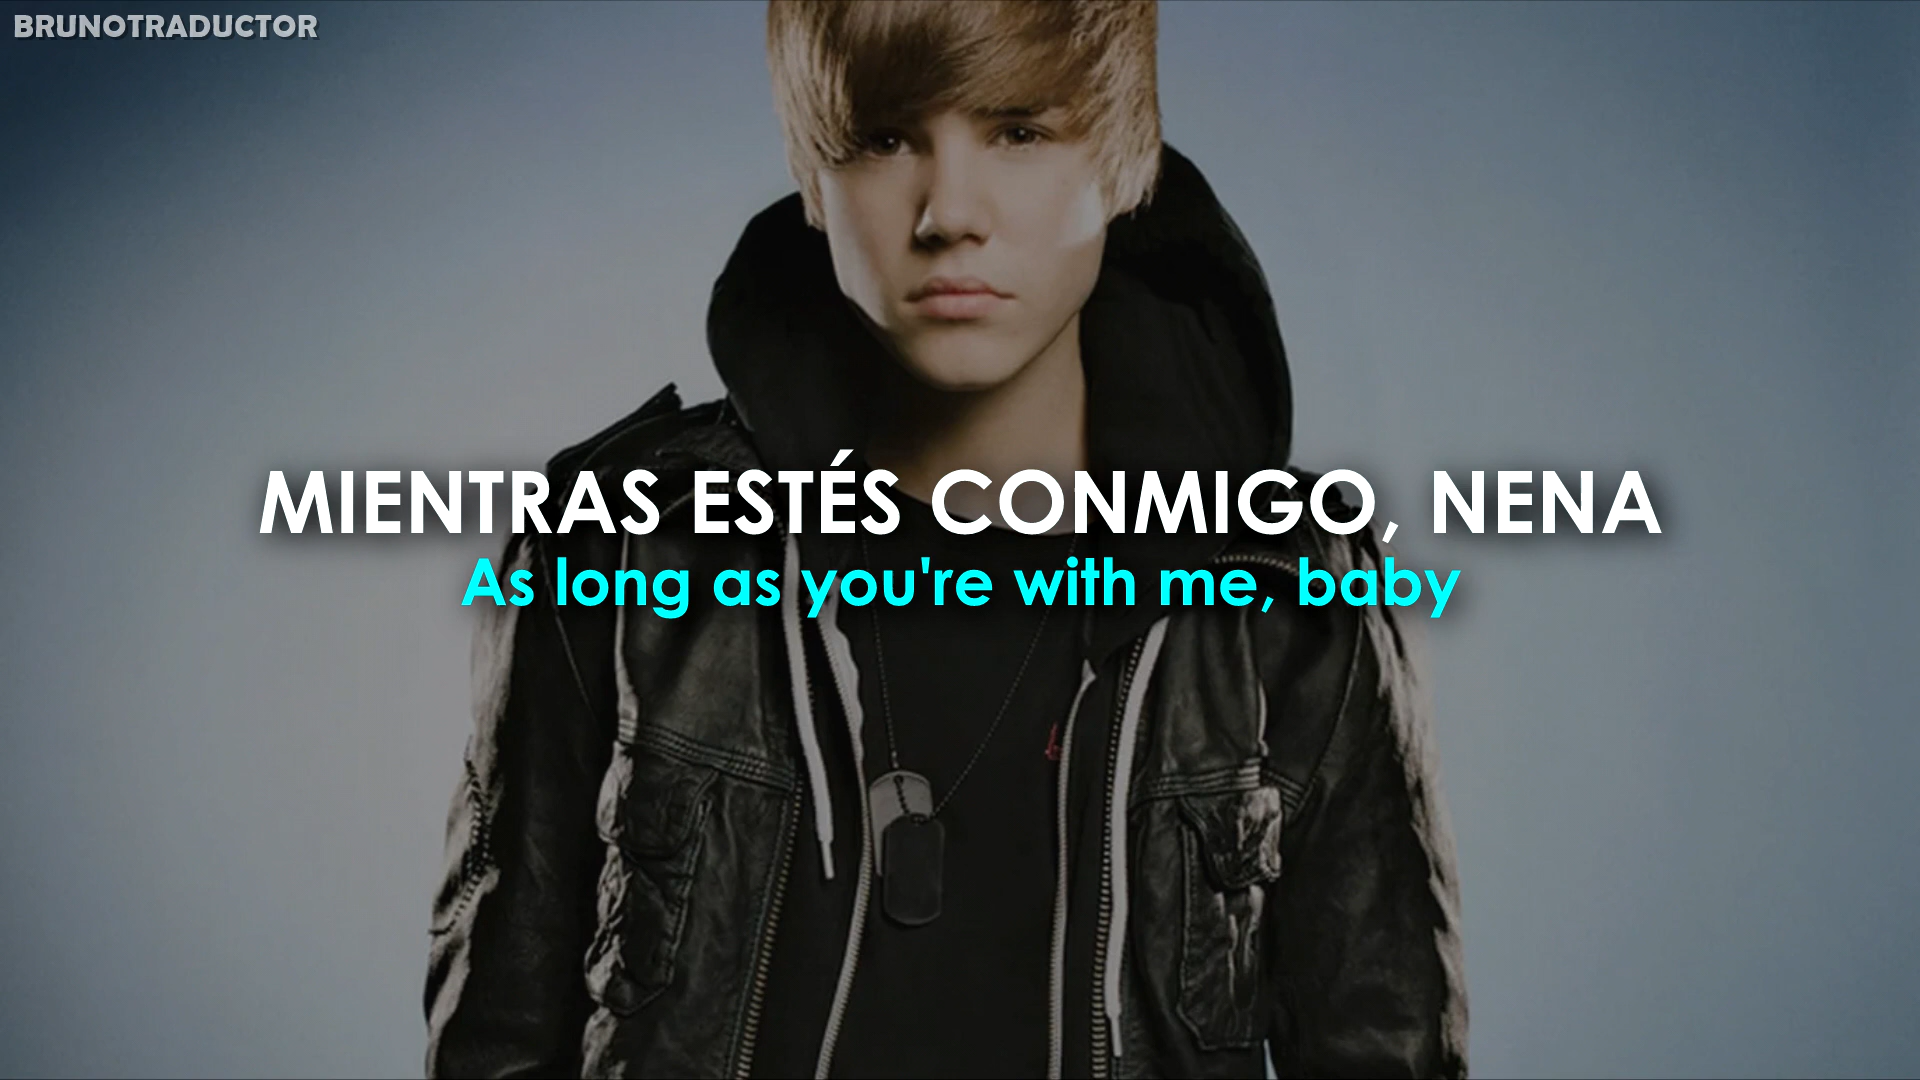 BRUNOTRADUCTOR
MIENTRAS ESTÉS CONMIGO, NENA
As long as you're with me, baby